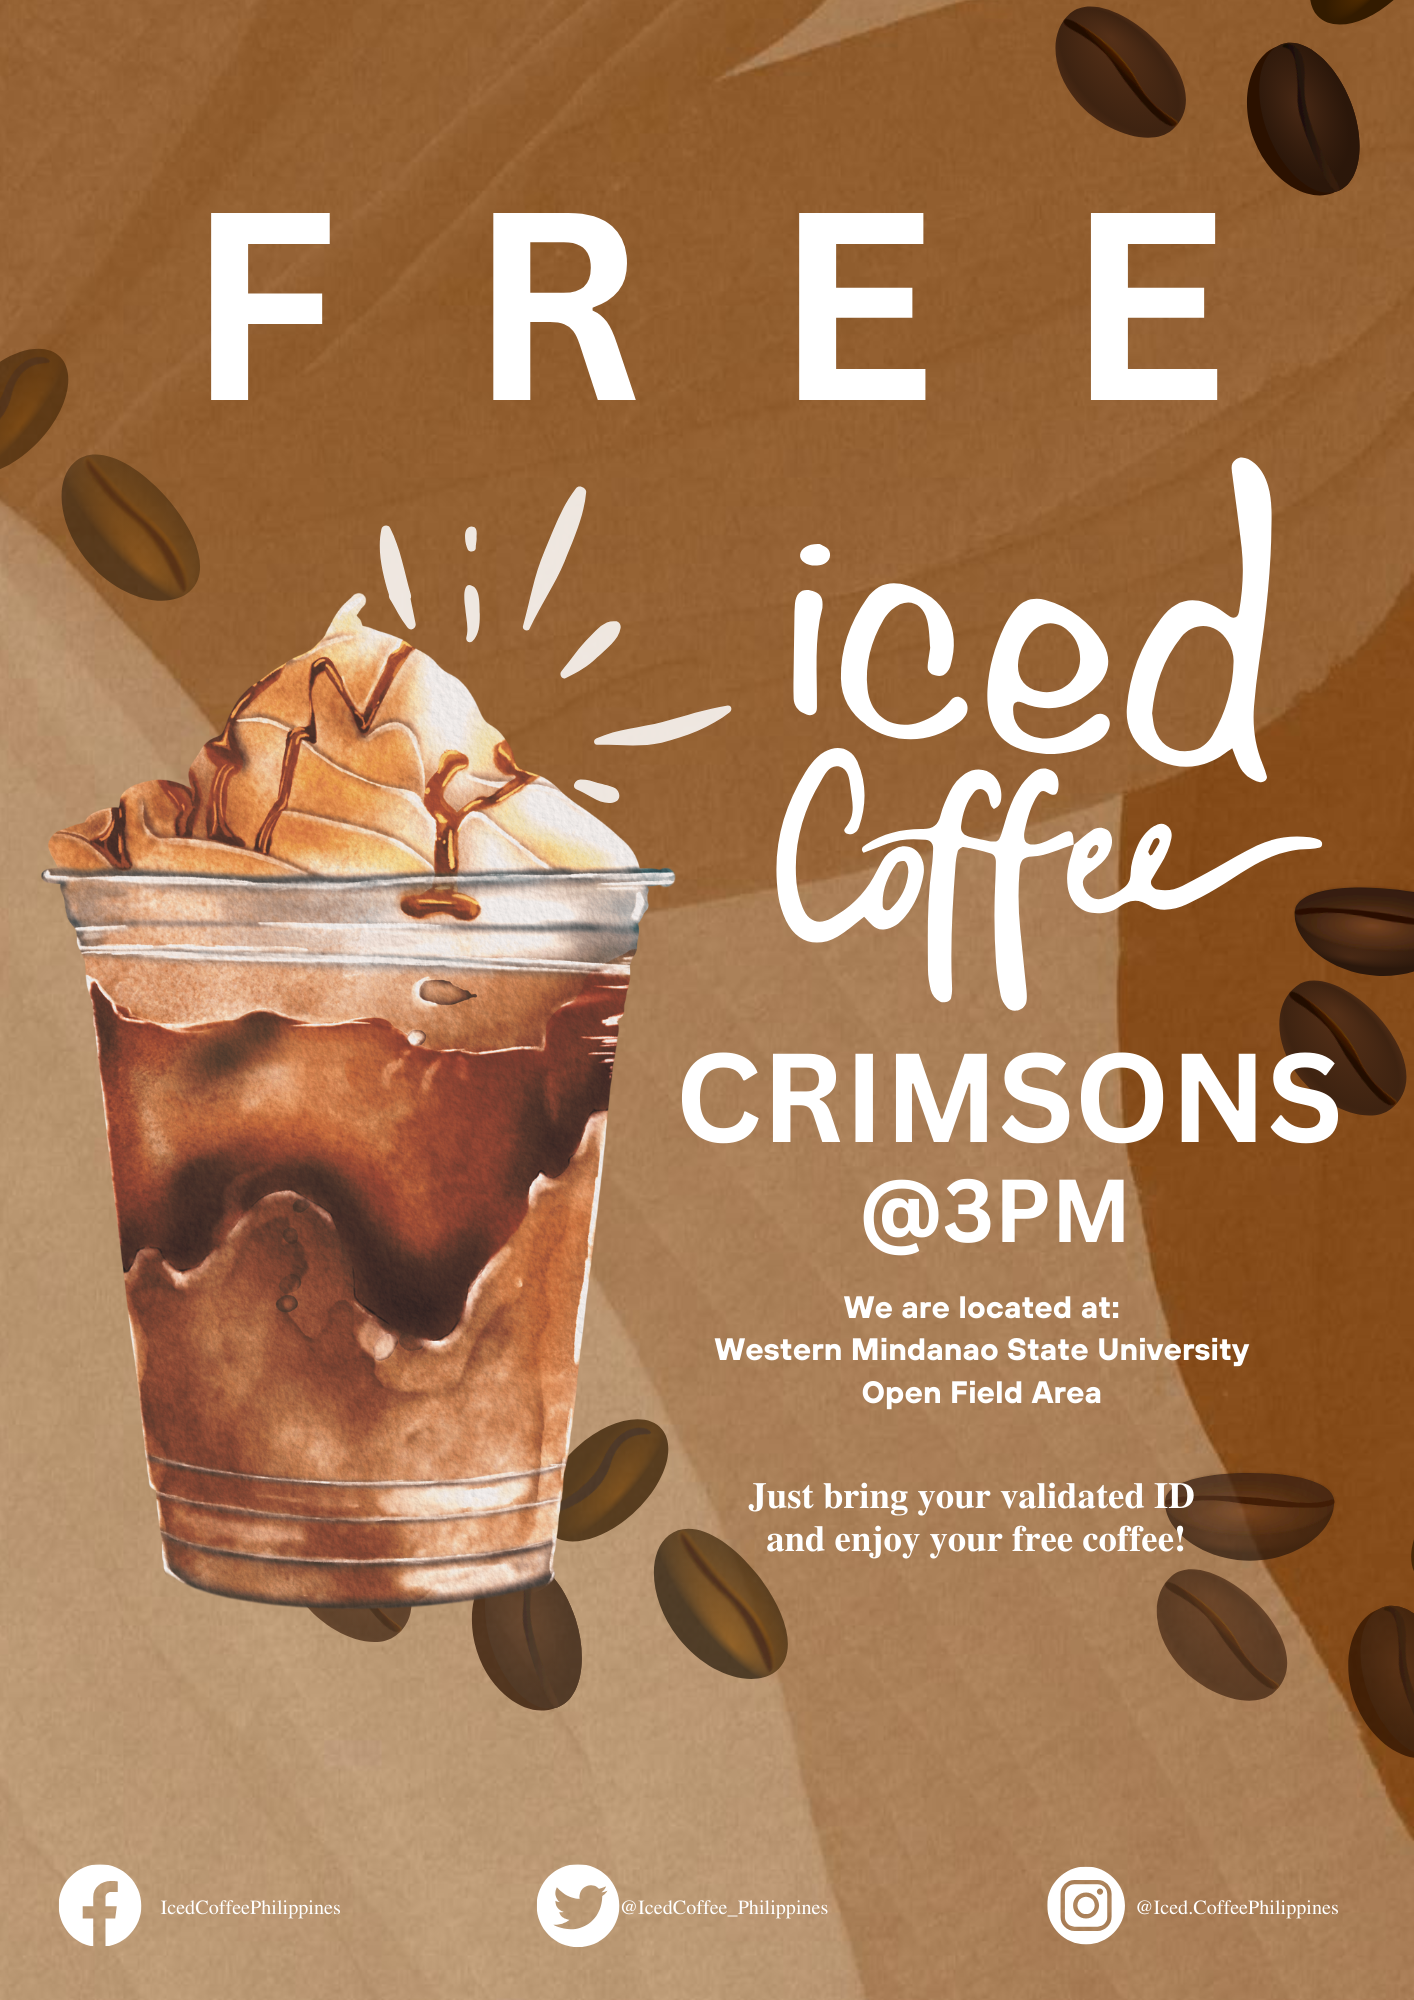 FREE
iced
Coffee
CRIMSONS
@3PM
We are located at:
Western Mindanao State University
Open Field Area
Just bring your validated ID
and enjoy your free coffee!
IcedCoffeePhilippines
@IcedCoffee_Philippines
@Iced.CoffeePhilippines